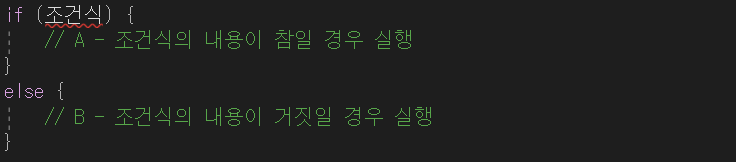 if (조건식) {
// A - 조건식의 내용이 참일 경우 실행
}
else {
// B - 조건식의 내용이 거짓일 경우 실행
}